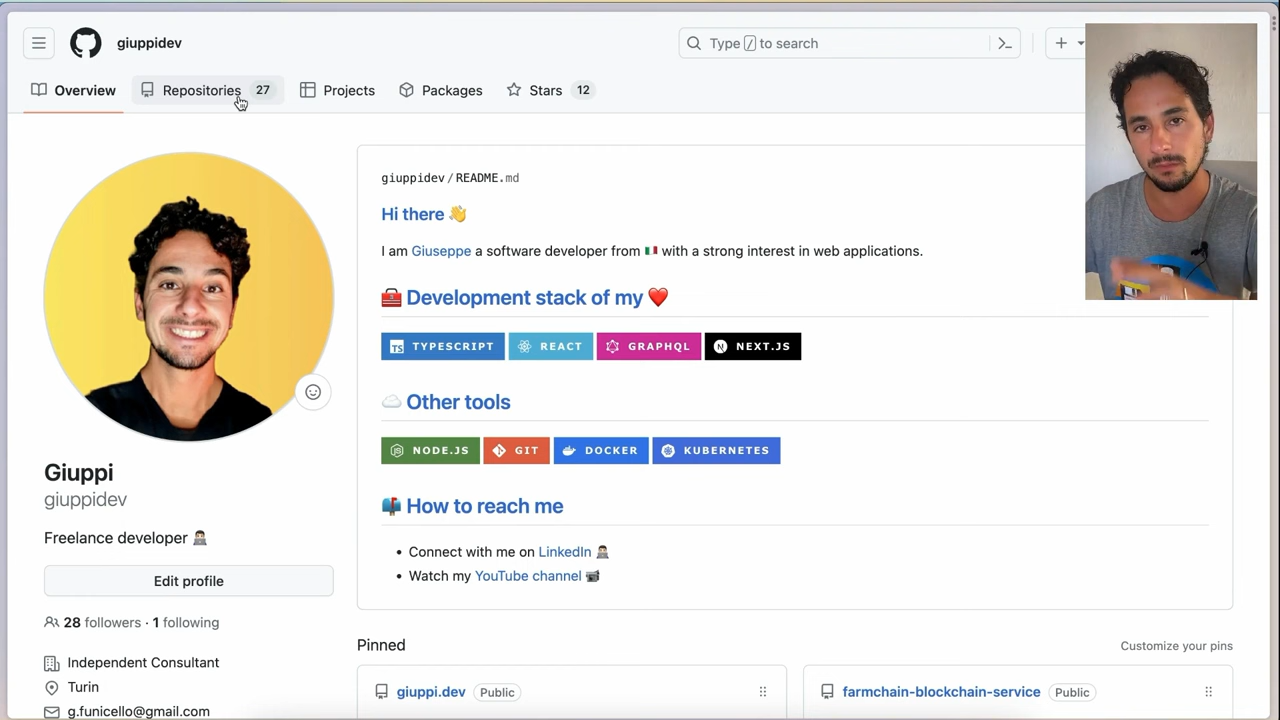 giuppidev
Type / to search
Overview
Repositories 27
Projects
Packages
Stars 12
giuppidev/README.md
Hi there 👋
I am Giuseppe a software developer from 🇮🇹 with a strong interest in web applications.
🧰 Development stack of my ❤️
TYPESCRIPT REACT GRAPHQL NEXT.JS
☁️ Other tools
NODE.JS GIT DOCKER KUBERNETES
📫 How to reach me
• Connect with me on LinkedIn 👨🏻‍💻
• Watch my YouTube channel 📹
Giuppi
giuppidev
Freelance developer 👨🏻‍💻
Edit profile
28 followers · 1 following
Independent Consultant
Turin
g.funicello@gmail.com
Pinned
Customize your pins
giuppi.dev Public
farmchain-blockchain-service Public